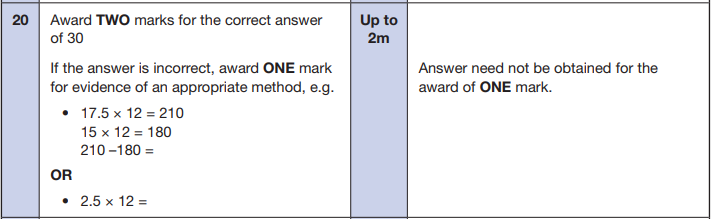 20
Award TWO marks for the correct answer
of 30
Up to
2m
If the answer is incorrect, award ONE mark
for evidence of an appropriate method, e.g.
• 17.5 × 12 = 210
15 × 12 = 180
210 –180 =
OR
• 2.5 × 12 =
Answer need not be obtained for the
award of ONE mark.